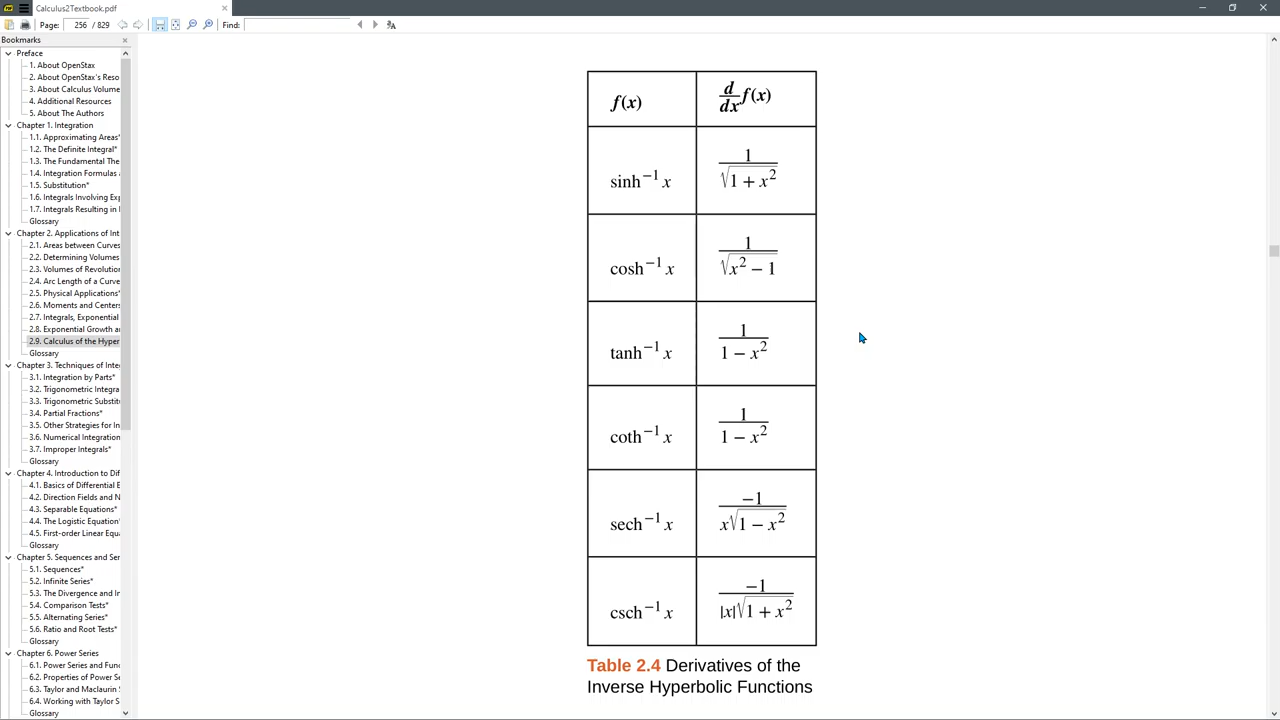 Calculus2Textbook.pdf
Page: 256 / 829 Find:
Bookmarks
Preface
1. About OpenStax
2. About OpenStax's Reso
3. About Calculus Volume
4. Additional Resources
5. About The Authors
Chapter 1. Integration
1.1. Approximating Areas*
1.2. The Definite Integral*
1.3. The Fundamental The
1.4. Integration Formulas
1.5. Substitution*
1.6. Integrals Involving Exp
1.7. Integrals Resulting in
Glossary
Chapter 2. Applications of Int
2.1. Areas between Curves
2.2. Determining Volumes
2.3. Volumes of Revolution
2.4. Arc Length of a Curve
2.5. Physical Applications*
2.6. Moments and Centers
2.7. Integrals, Exponential
2.8. Exponential Growth a
2.9. Calculus of the Hyper
Glossary
Chapter 3. Techniques of Inte
3.1. Integration by Parts*
3.2. Trigonometric Integra
3.3. Trigonometric Substit
3.4. Partial Fractions*
3.5. Other Strategies for In
3.6. Numerical Integration
3.7. Improper Integrals*
Glossary
Chapter 4. Introduction to Dif
4.1. Basics of Differential E
4.2. Direction Fields and N
4.3. Separable Equations*
4.4. The Logistic Equation*
4.5. First-order Linear Equa
Glossary
Chapter 5. Sequences and Ser
5.1. Sequences*
5.2. Infinite Series*
5.3. The Divergence and In
5.4. Comparison Tests*
5.5. Alternating Series*
5.6. Ratio and Root Tests*
Glossary
Chapter 6. Power Series
6.1. Power Series and Func
6.2. Properties of Power Se
6.3. Taylor and Maclaurin S
6.4. Working with Taylor S
Glossary
f(x) d/dx f(x)
sinh⁻¹ x 1/√(1 + x²)
cosh⁻¹ x 1/√(x² − 1)
tanh⁻¹ x 1/(1 − x²)
coth⁻¹ x 1/(1 − x²)
sech⁻¹ x −1/(x√(1 − x²))
csch⁻¹ x −1/(|x|√(1 + x²))
Table 2.4 Derivatives of the
Inverse Hyperbolic Functions